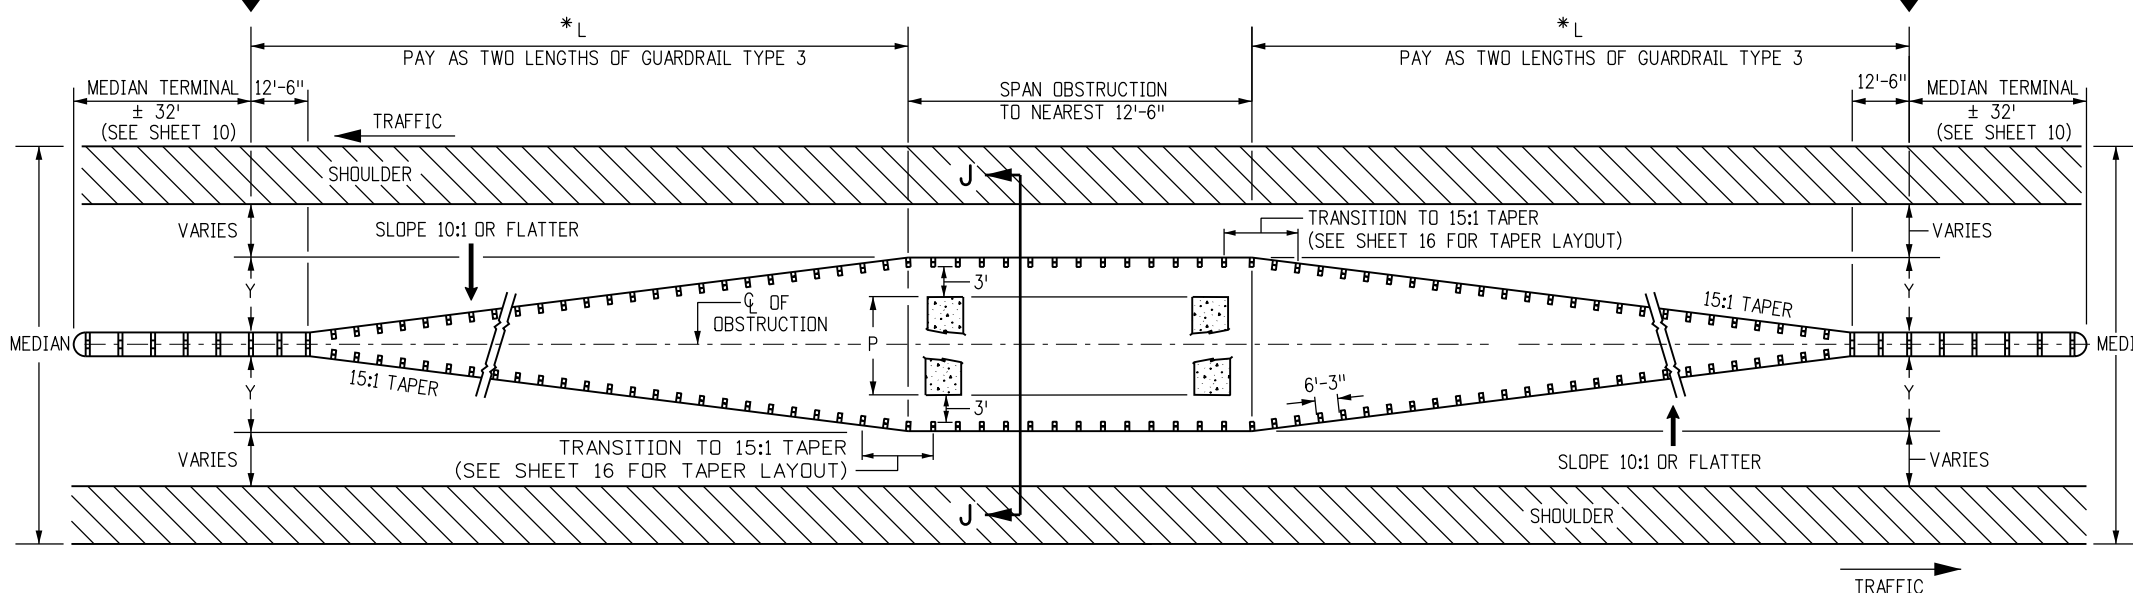 *L
PAY AS TWO LENGTHS OF GUARDRAIL TYPE 3
*L
PAY AS TWO LENGTHS OF GUARDRAIL TYPE 3
MEDIAN TERMINAL
± 32'
(SEE SHEET 10)
12'-6"
SPAN OBSTRUCTION
TO NEAREST 12'-6"
12'-6"
MEDIAN TERMINAL
± 32'
(SEE SHEET 10)
TRAFFIC
SHOULDER
J
VARIES
SLOPE 10:1 OR FLATTER
TRANSITION TO 15:1 TAPER
(SEE SHEET 16 FOR TAPER LAYOUT)
VARIES
Y
3'
℄ OF
OBSTRUCTION
15:1 TAPER
Y
MEDIAN
P
MEDI
15:1 TAPER
Y
3'
6'-3"
Y
TRANSITION TO 15:1 TAPER
(SEE SHEET 16 FOR TAPER LAYOUT)
VARIES
SLOPE 10:1 OR FLATTER
VARIES
J
SHOULDER
TRAFFIC